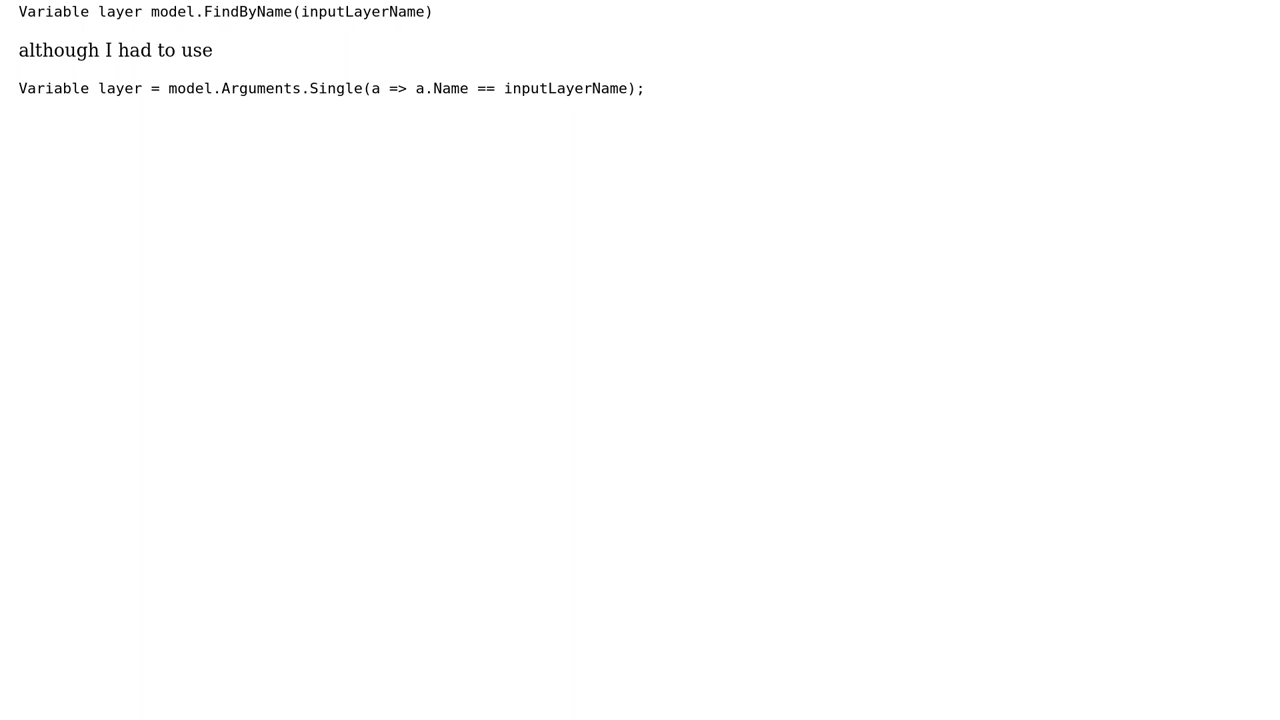 Variable layer model.FindByName(inputLayerName)
although I had to use
Variable layer = model.Arguments.Single(a => a.Name == inputLayerName);